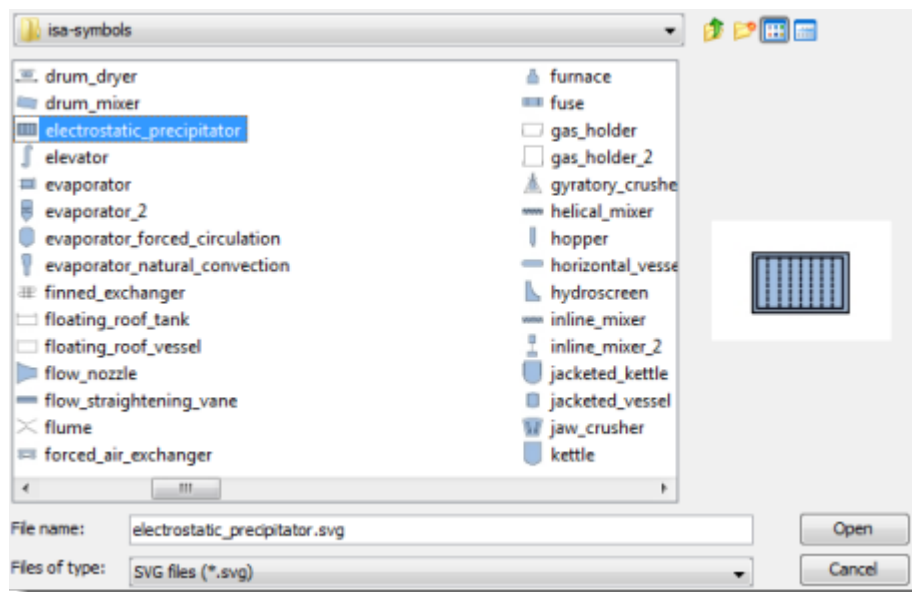 isa-symbols
drum_dryer
drum_mixer
electrostatic_precipitator
elevator
evaporator
evaporator_2
evaporator_forced_circulation
evaporator_natural_convection
finned_exchanger
floating_roof_tank
floating_roof_vessel
flow_nozzle
flow_straightening_vane
flume
forced_air_exchanger
furnace
fuse
gas_holder
gas_holder_2
gyratory_crushe
helical_mixer
hopper
horizontal_vesse
hydroscreen
inline_mixer
inline_mixer_2
jacketed_kettle
jacketed_vessel
jaw_crusher
kettle
File name:
electrostatic_precipitator.svg
Open
Files of type:
SVG files (*.svg)
Cancel